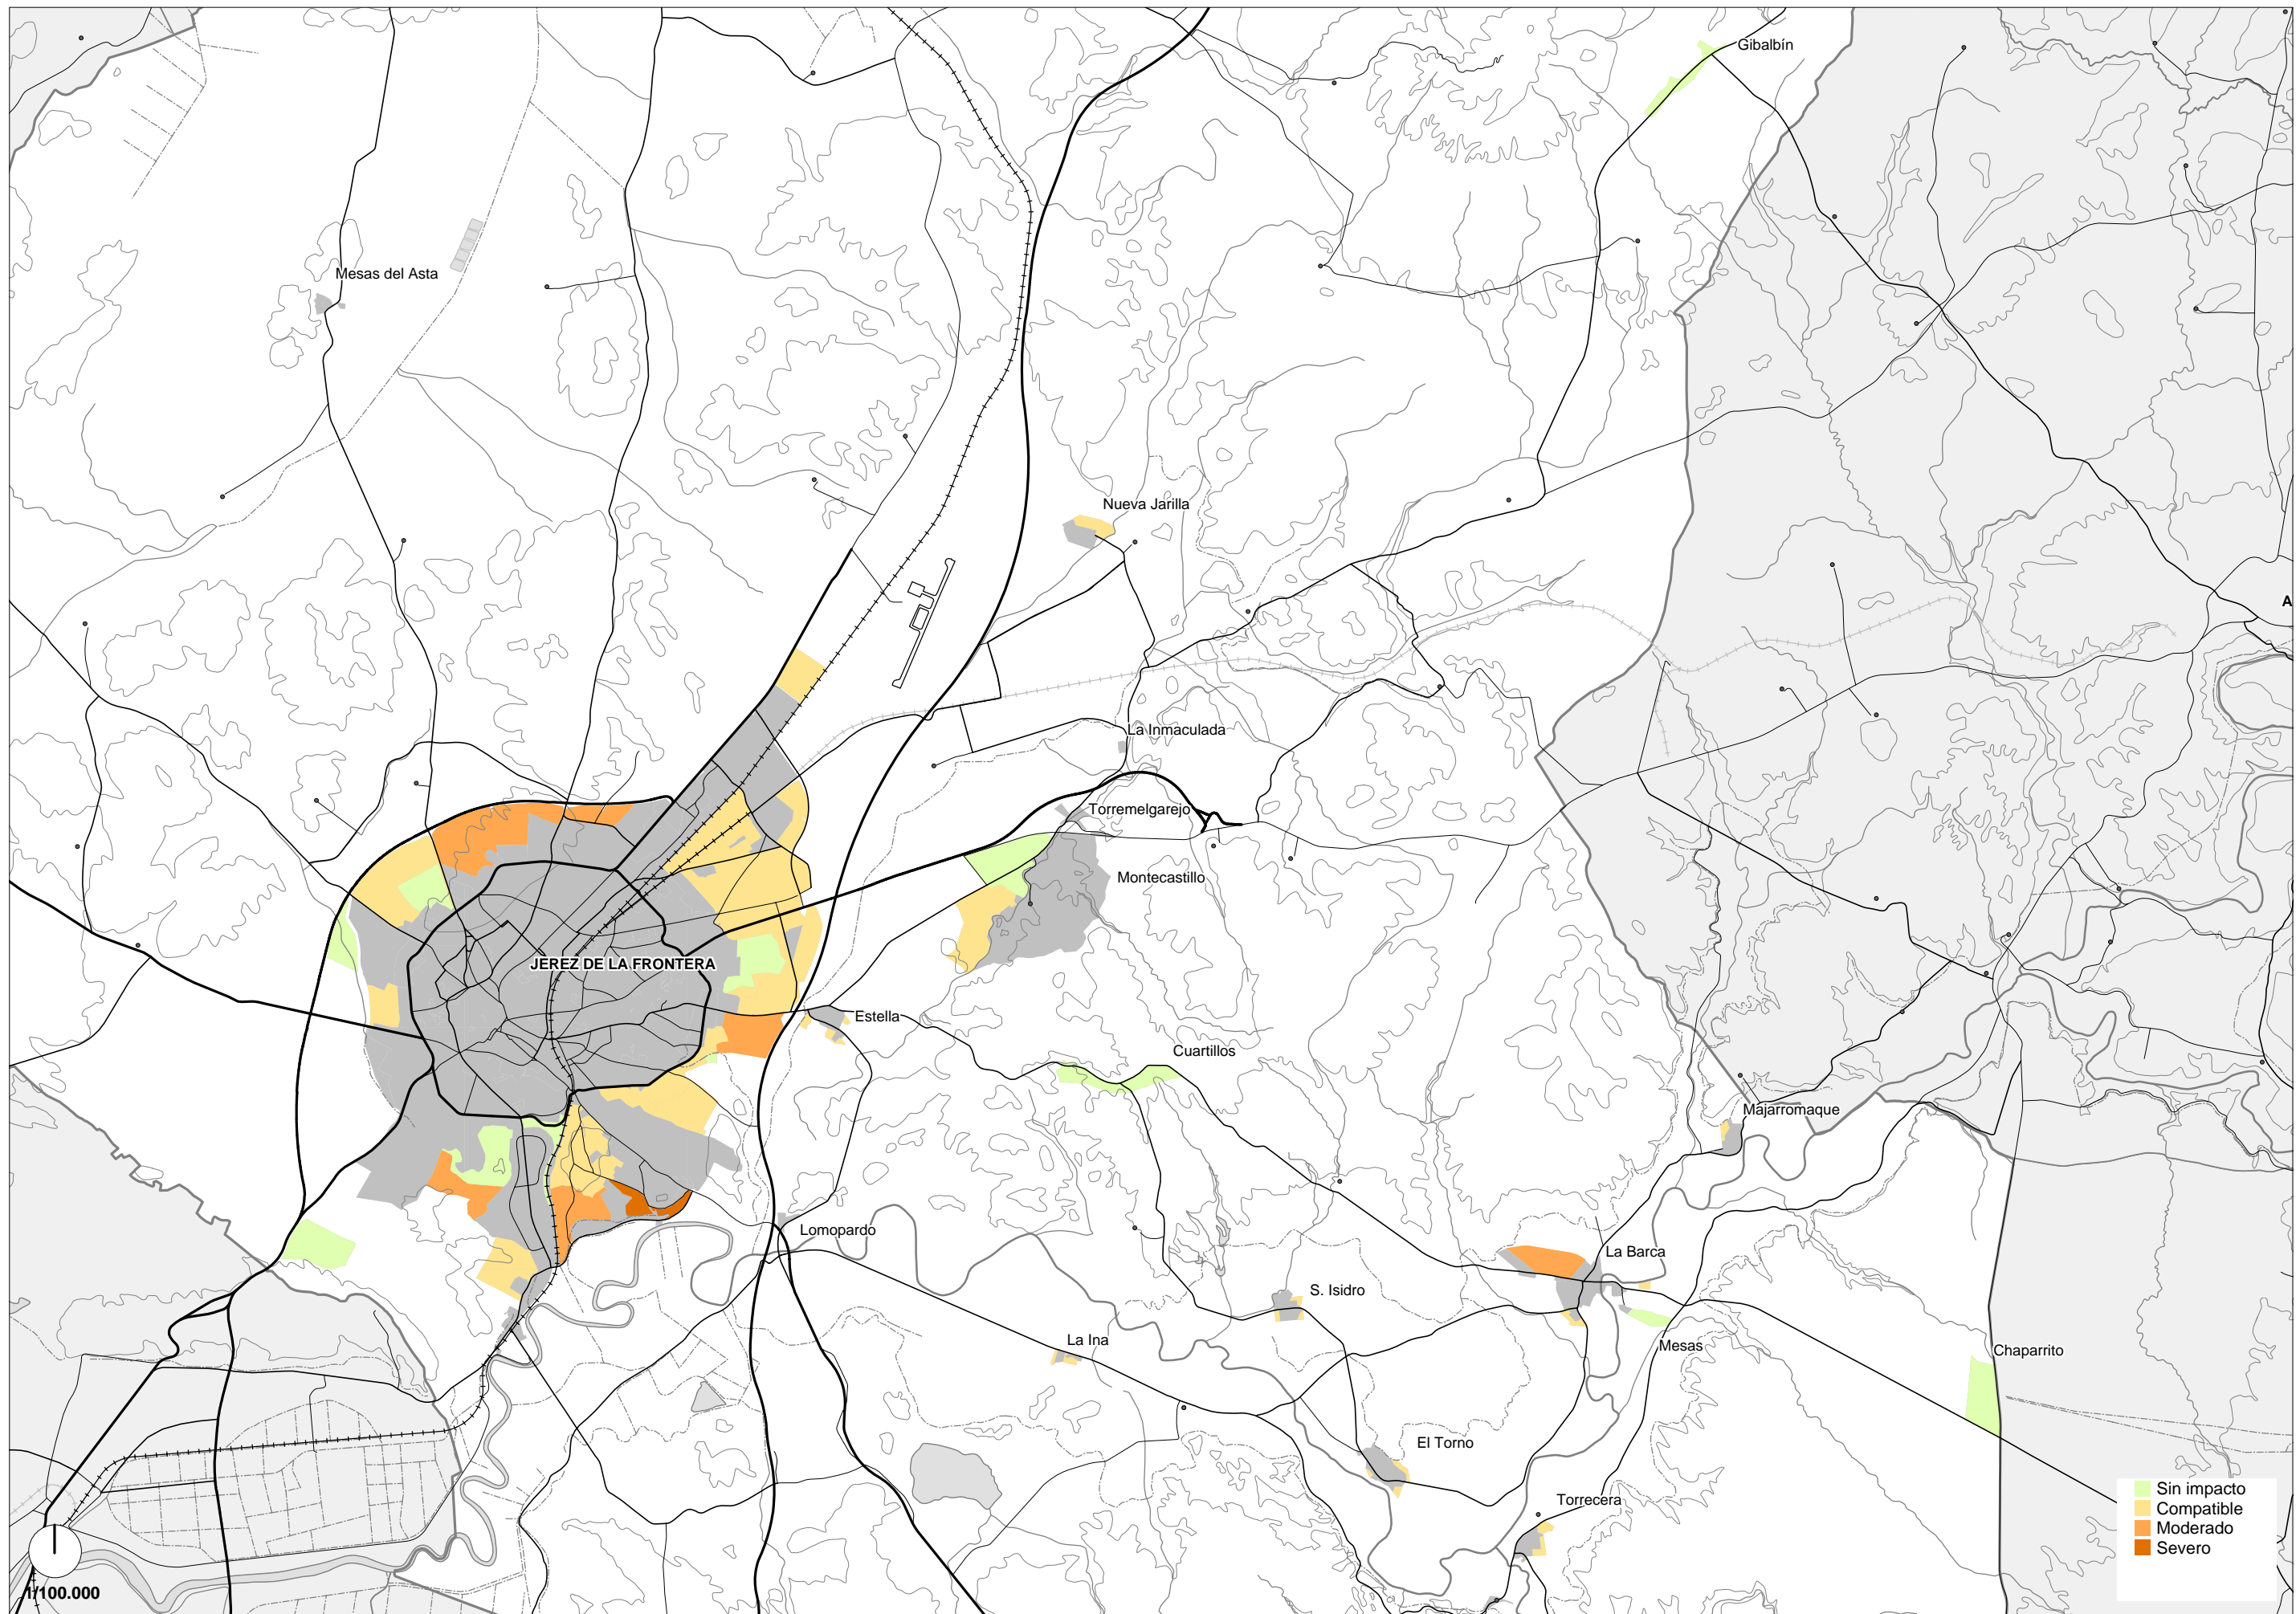 Gibalbín
Mesas del Asta
Nueva Jarilla
A
La Inmaculada
Torremelgarejo
Montecastillo
JEREZ DE LA FRONTERA
Estella
Cuartillos
Majarromaque
Lomopardo
La Barca
S. Isidro
La Ina
Mesas
Chaparrito
El Torno
Torrecera
Sin impacto
Compatible
Moderado
Severo
1/100.000